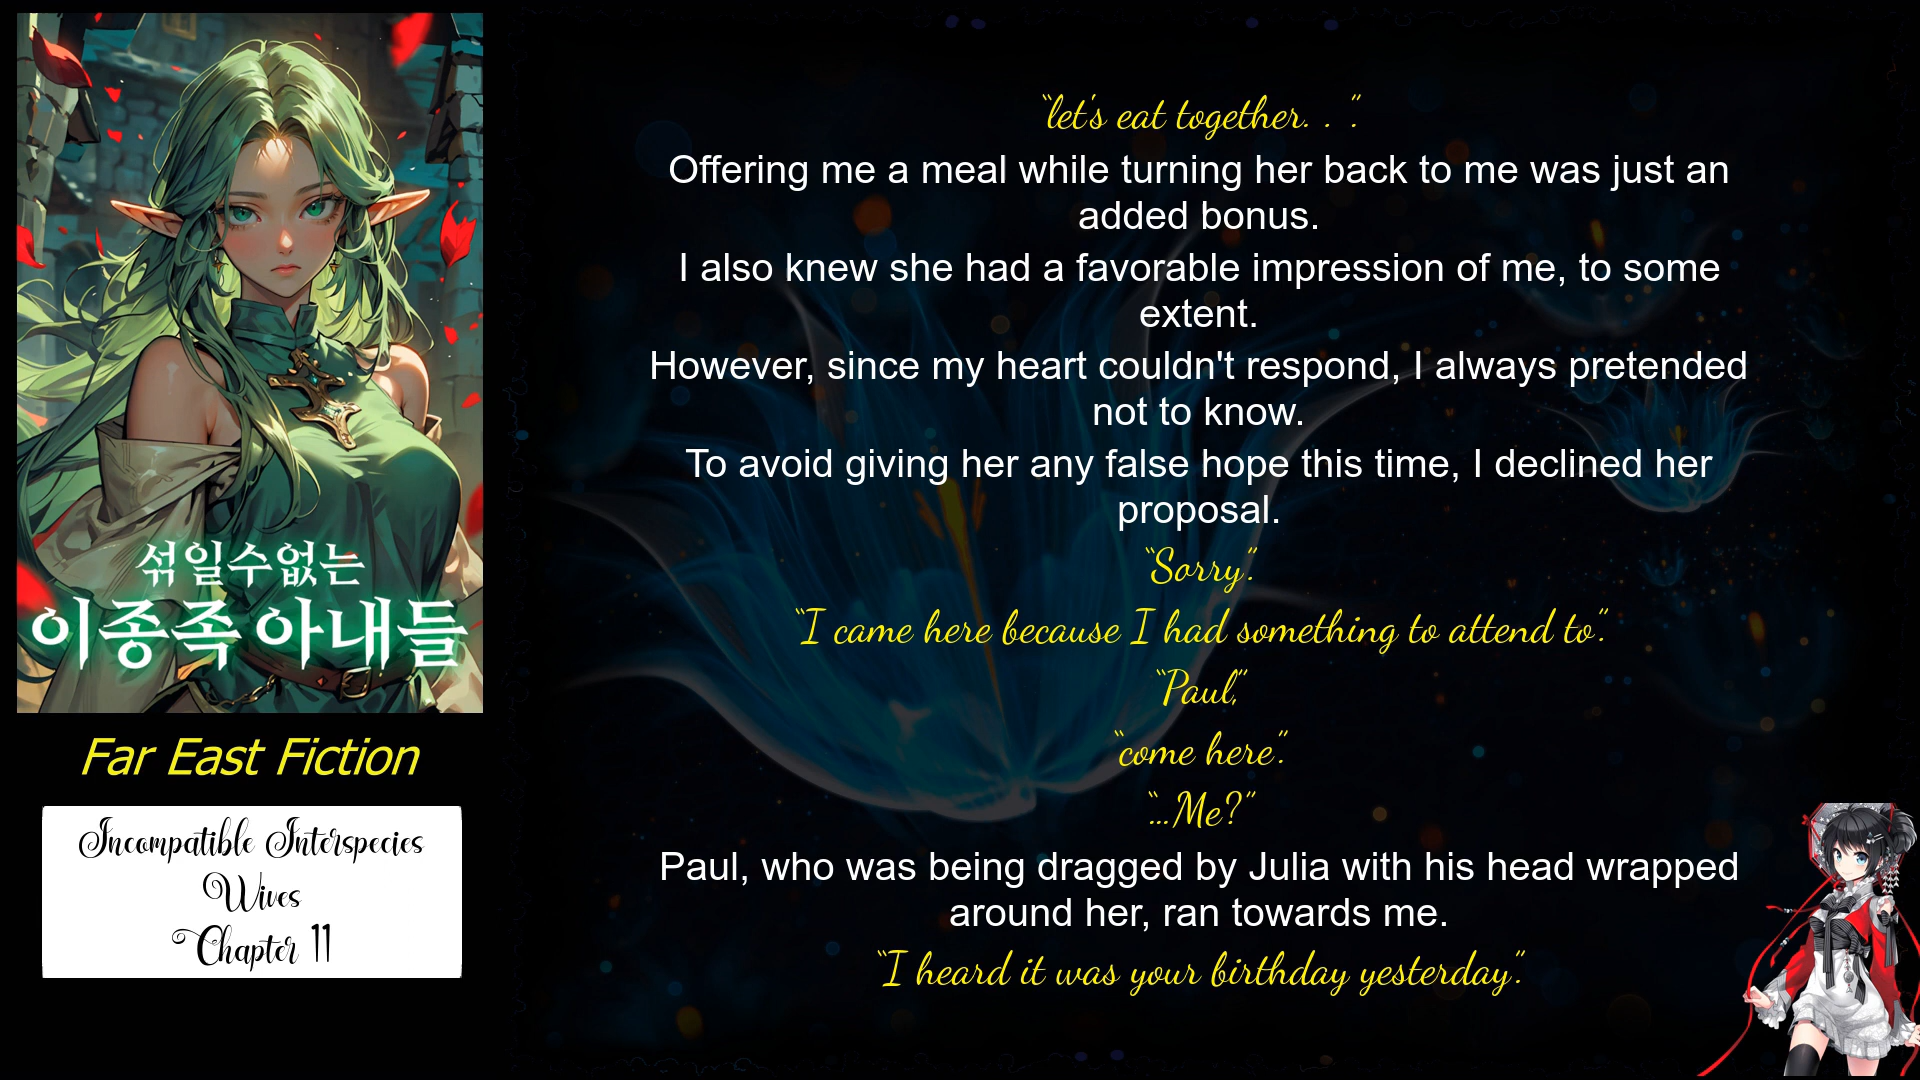 섞일수없는
이종족 아내들
Far East Fiction
Incompatible Interspecies
Wives
Chapter 11
“let's eat together. . .”
Offering me a meal while turning her back to me was just an
added bonus.
I also knew she had a favorable impression of me, to some
extent.
However, since my heart couldn't respond, I always pretended
not to know.
To avoid giving her any false hope this time, I declined her
proposal.
“Sorry.”
“I came here because I had something to attend to.”
“Paul,”
“come here.”
“...Me?”
Paul, who was being dragged by Julia with his head wrapped
around her, ran towards me.
“I heard it was your birthday yesterday.”